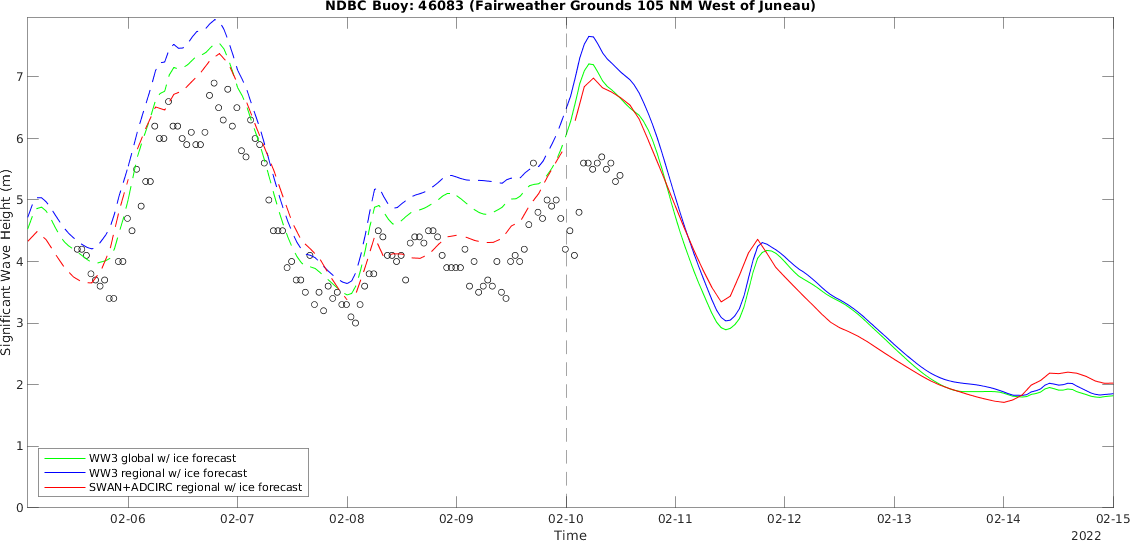 NDBC Buoy: 46083 (Fairweather Grounds 105 NM West of Juneau)
Significant Wave Height (m)
7
6
5
4
3
2
1
0
WW3 global w/ ice forecast
WW3 regional w/ ice forecast
SWAN+ADCIRC regional w/ ice forecast
02-06 02-07 02-08 02-09 02-10 02-11 02-12 02-13 02-14 02-15
Time
2022